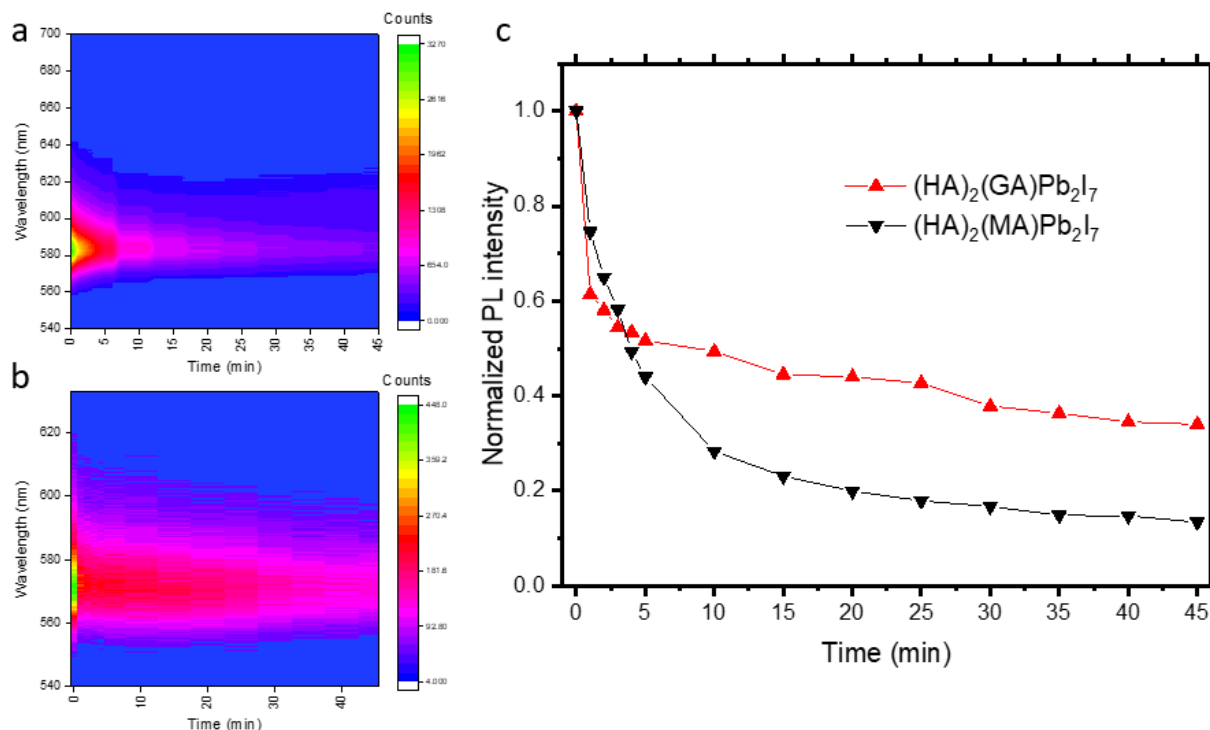 a
Counts
Wavelength (nm)
700
680
660
640
620
600
580
560
540
3270
2616
1962
1308
654.0
0.000
0 5 10 15 20 25 30 35 40 45
Time (min)
b
Counts
Wavelength (nm)
620
600
580
560
540
448.0
359.2
270.4
181.6
92.80
4.000
0 10 20 30 40
Time (min)
c
Normalized PL intensity
1.0
0.8
0.6
0.4
0.2
0.0
(HA)₂(GA)Pb₂I₇
(HA)₂(MA)Pb₂I₇
0 5 10 15 20 25 30 35 40 45
Time (min)